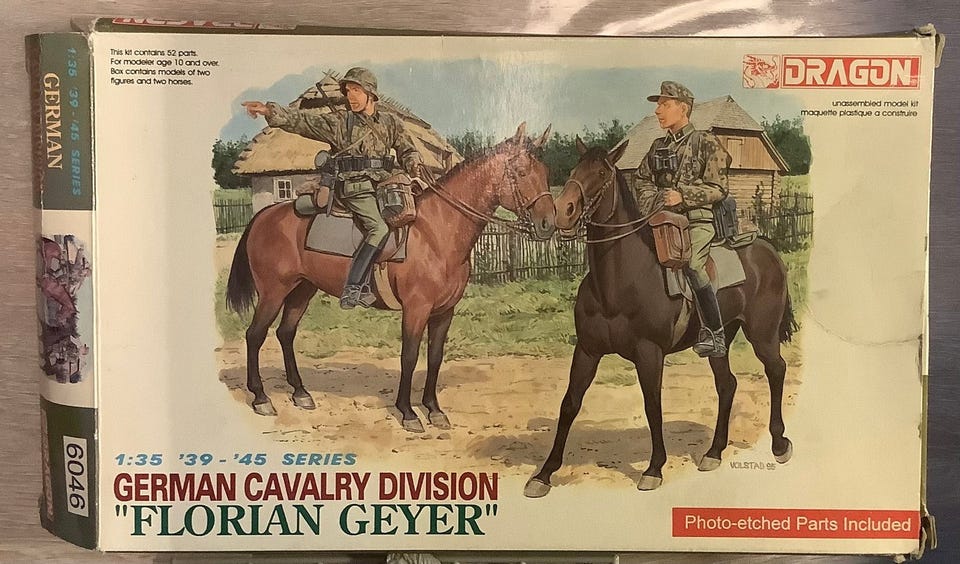 This kit contains 52 parts.
For modeler age 10 and over.
Box contains models of two
figures and two horses.
DRAGON
unassembled model kit
maquette plastique a construire
VOLSTAD 95
1:35 '39 - '45 SERIES
GERMAN CAVALRY DIVISION
"FLORIAN GEYER"
Photo-etched Parts Included
1:35 '39 - '45 SERIES
GERMAN
6046
DRAGON